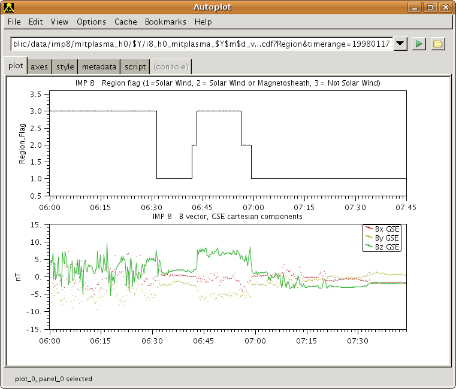 Autoplot
File Edit View Options Cache Bookmarks Help
blic/data/imp8/mitplasma_h0/$Y/i8_h0_mitplasma_$Y$m$d_v...cdf?Region&timerange=19980117
plot axes style metadata script (console)
IMP 8 Region flag (1=Solar Wind, 2 = Solar Wind or Magnetosheath, 3 = Not Solar Wind)
Region_Flag
3.5
3.0
2.5
2.0
1.5
1.0
0.5
06:00 06:15 06:30 06:45 07:00 07:15 07:30 07:45
IMP 8 B vector, GSE cartesian components
nT
15
10
5
0
-5
-10
-15
Bx GSE
By GSE
Bz GSE
06:00 06:15 06:30 06:45 07:00 07:15 07:30
plot_0, panel_0 selected